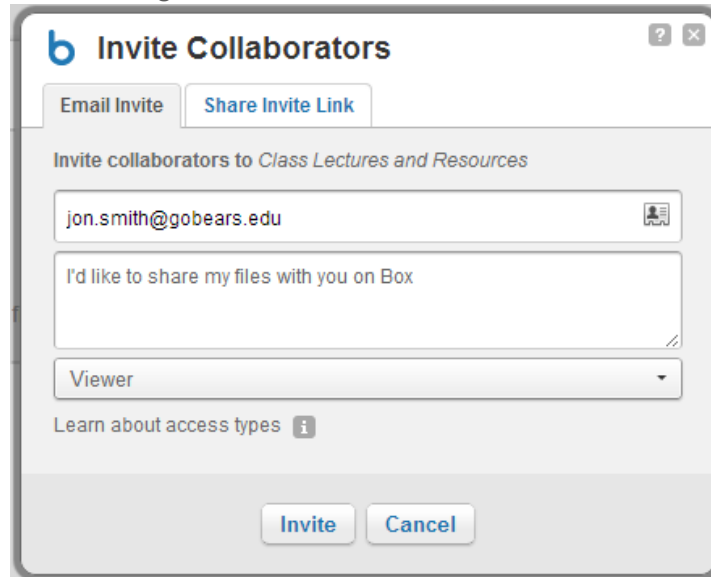 b Invite Collaborators ? x
Email Invite Share Invite Link
Invite collaborators to Class Lectures and Resources
jon.smith@gobears.edu
I'd like to share my files with you on Box
f
Viewer
Learn about access types i
Invite Cancel